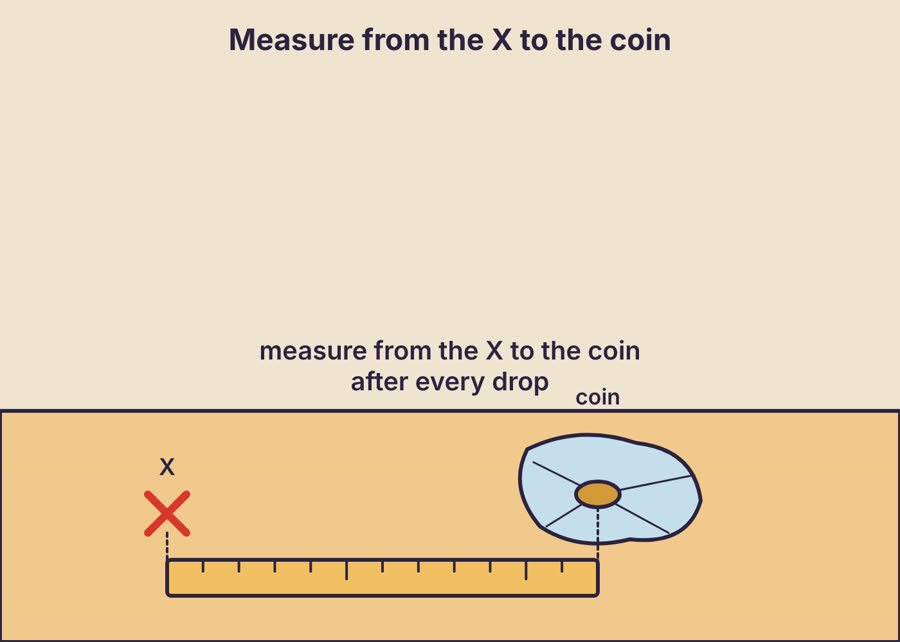 Measure from the X to the coin
measure from the X to the coin
after every drop
coin
X